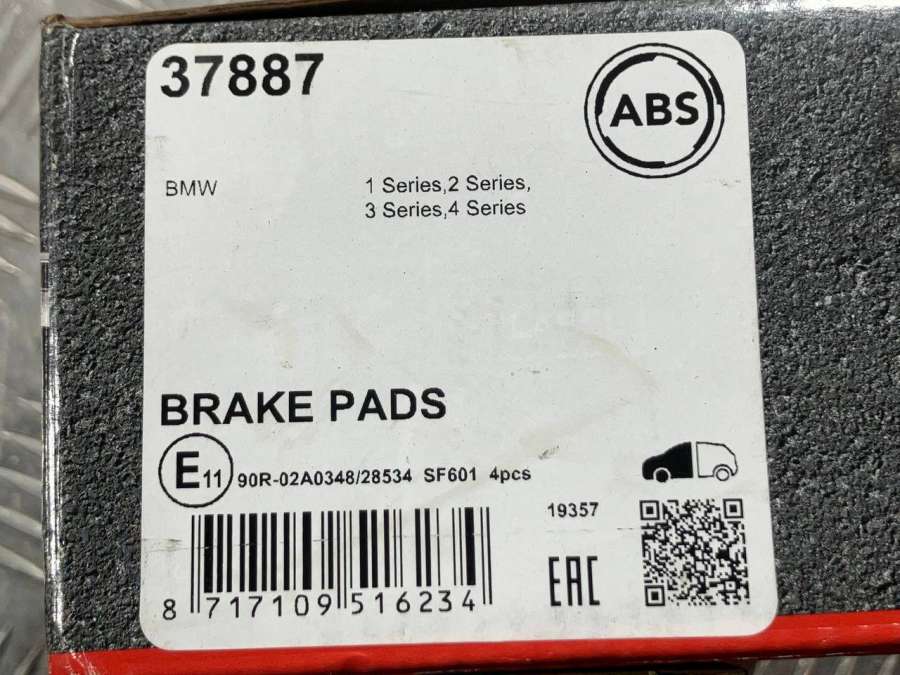 37887
ABS
BMW
1 Series,2 Series,
3 Series,4 Series
BRAKE PADS
E11 90R-02A0348/28534 SF601 4pcs
19357
EAC
8 717109 516234